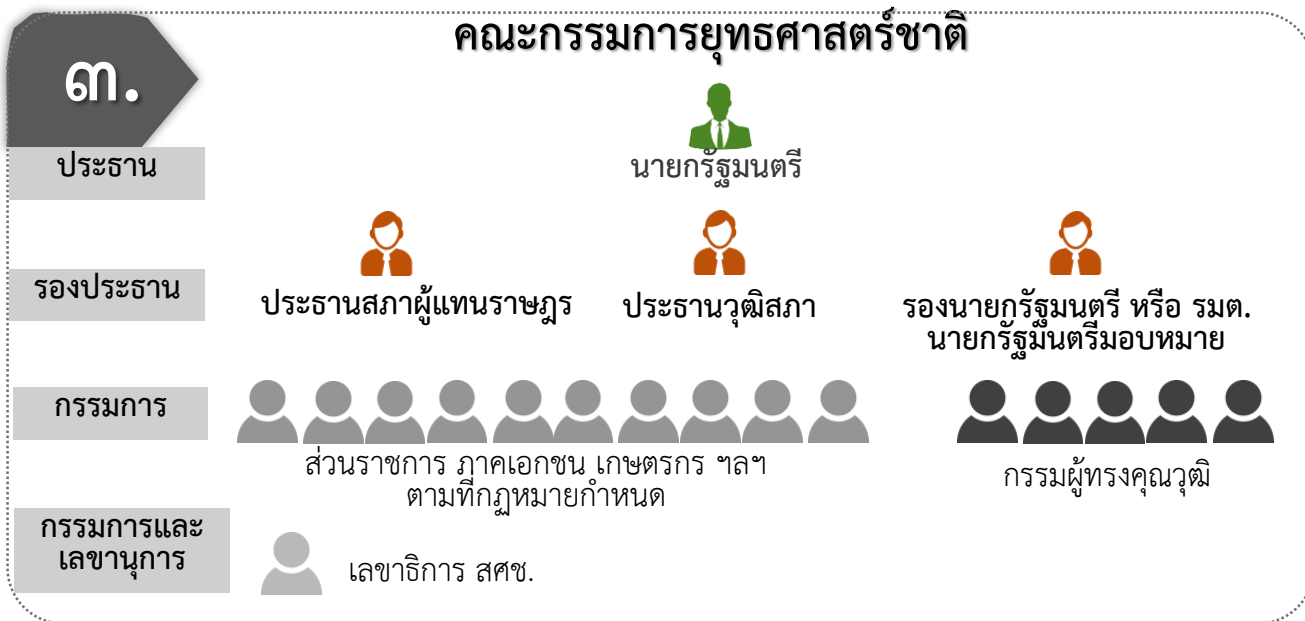 คณะกรรมการยุทธศาสตร์ชาติ
๓.
ประธาน
นายกรัฐมนตรี
รองประธาน
ประธานสภาผู้แทนราษฎร
ประธานวุฒิสภา
รองนายกรัฐมนตรี หรือ รมต.
นายกรัฐมนตรีมอบหมาย
กรรมการ
ส่วนราชการ ภาคเอกชน เกษตรกร ฯลฯ
ตามที่กฎหมายกำหนด
กรรมผู้ทรงคุณวุฒิ
กรรมการและ
เลขานุการ
เลขาธิการ สศช.